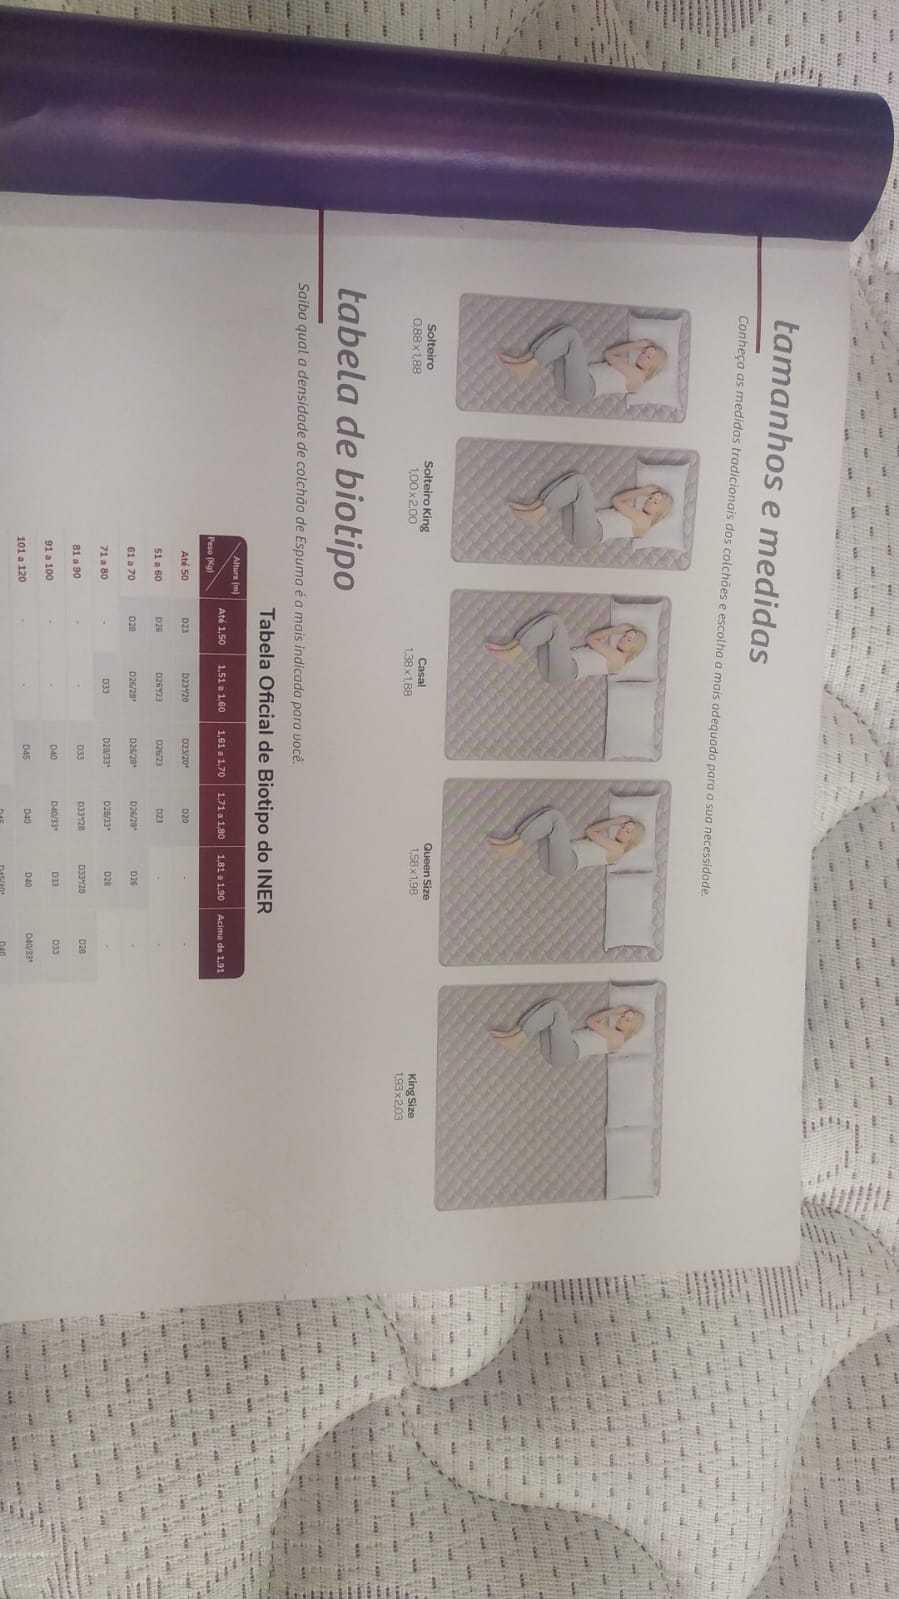 tamanhos e medidas
Conheça as medidas tradicionais dos colchões e escolha a mais adequada para a sua necessidade.
Solteiro
0,88 x 1,88
Solteiro King
1,00 x 2,00
Casal
1,38 x 1,88
Queen Size
1,58 x 1,98
King Size
1,93 x 2,03
tabela de biotipo
Saiba qual a densidade de colchão de Espuma é a mais indicada para você.
Tabela Oficial de Biotipo do INER
Altura (m)
Peso (Kg) Até 1,50 1,51 a 1,60 1,61 a 1,70 1,71 a 1,80 1,81 a 1,90 Acima de 1,91
Até 50 D23 D23*/20 D23/20* D20 - -
51 a 60 D26 D26*/23 D26/23 D23 - -
61 a 70 D28 D26/28* D26/28* D26/28* D26 -
71 a 80 - D33 D28/33* D28/33* D28 -
81 a 90 - - D33 D33*/28 D33*/28 D28
91 a 100 - - D40 D40/33* D33 D33
101 a 120 - - D45 D40 D40 D40/33*
D40